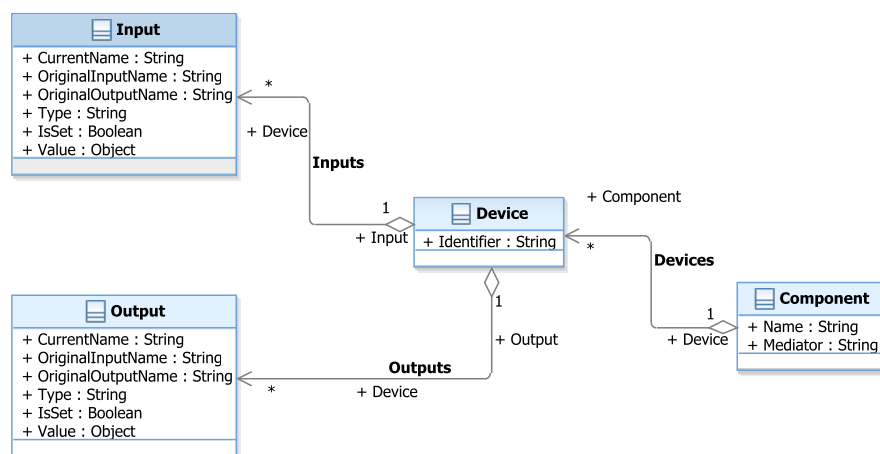 Input
+ CurrentName : String
+ OriginalInputName : String
+ OriginalOutputName : String
+ Type : String
+ IsSet : Boolean
+ Value : Object
*
+ Device
Inputs
1
+ Input
Device
+ Identifier : String
+ Component
*
Devices
1
+ Device
Component
+ Name : String
+ Mediator : String
1
+ Output
Outputs
*
+ Device
Output
+ CurrentName : String
+ OriginalInputName : String
+ OriginalOutputName : String
+ Type : String
+ IsSet : Boolean
+ Value : Object